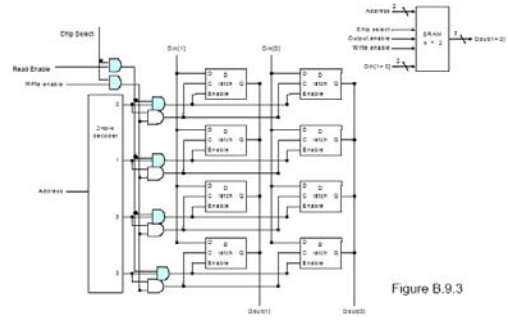 Chip Select
Read Enable
Write enable
2-to-4
decoder
Address
0
1
2
3
Din[1]
Din[0]
D
D
C
latch
Q
Enable
D
D
C
latch
Q
Enable
D
D
C
latch
Q
Enable
D
D
C
latch
Q
Enable
D
D
C
latch
Q
Enable
D
D
C
latch
Q
Enable
D
D
C
latch
Q
Enable
D
D
C
latch
Q
Enable
Dout[1]
Dout[0]
Address
2
Chip select
Output enable
Write enable
Din[1–0]
2
SRAM
4 * 2
2
Dout[1–0]
Figure B.9.3